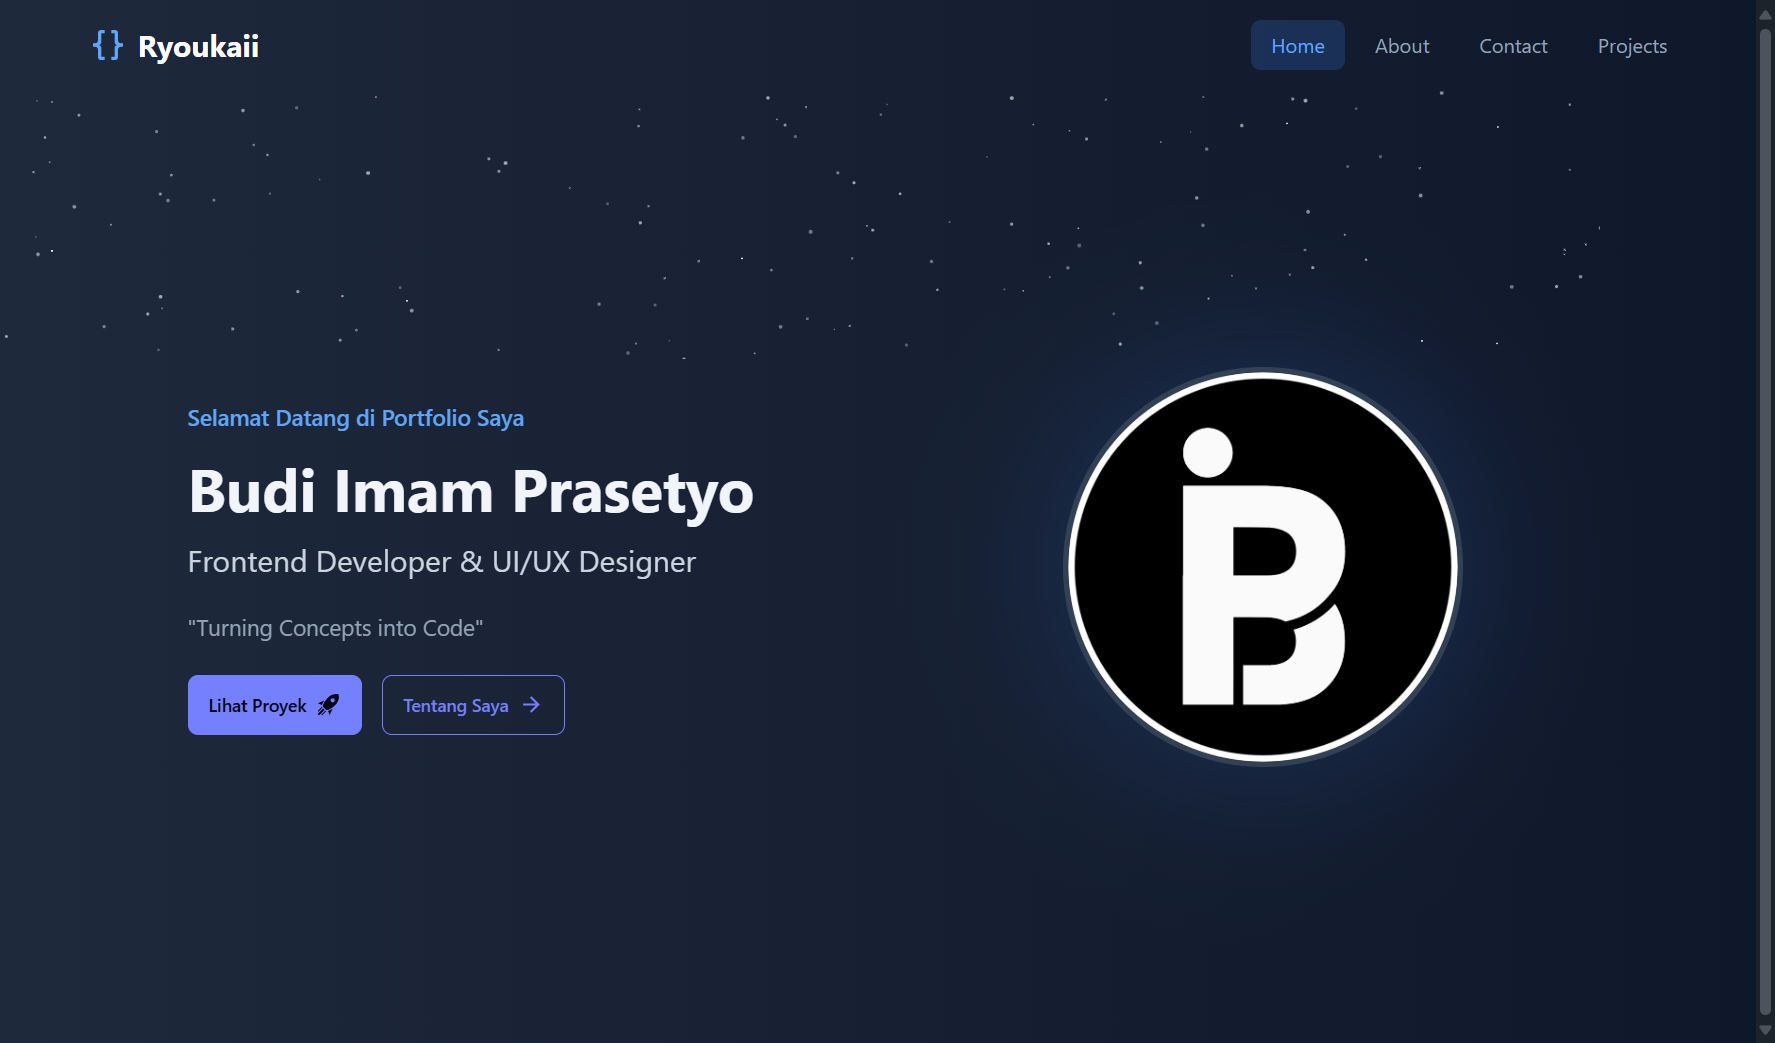 {} Ryoukaii
Home About Contact Projects
Selamat Datang di Portfolio Saya
Budi Imam Prasetyo
Frontend Developer & UI/UX Designer
"Turning Concepts into Code"
Lihat Proyek
Tentang Saya